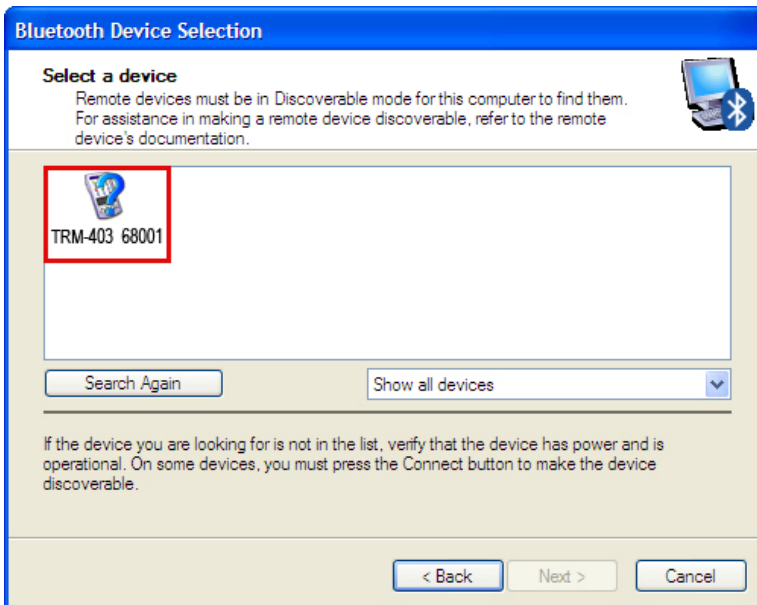 Bluetooth Device Selection
Select a device
Remote devices must be in Discoverable mode for this computer to find them.
For assistance in making a remote device discoverable, refer to the remote
device's documentation.
TRM-403 68001
Search Again
Show all devices
If the device you are looking for is not in the list, verify that the device has power and is
operational. On some devices, you must press the Connect button to make the device
discoverable.
< Back
Next >
Cancel